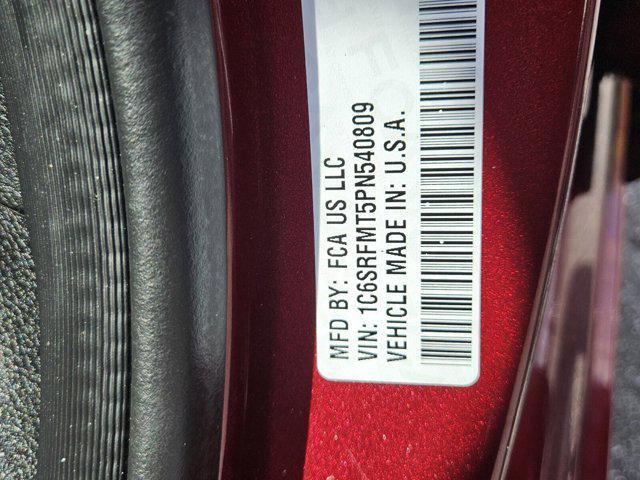 MFD BY: FCA US LLC
VIN: 1C6SRFMT5PN540809
VEHICLE MADE IN: U.S.A.